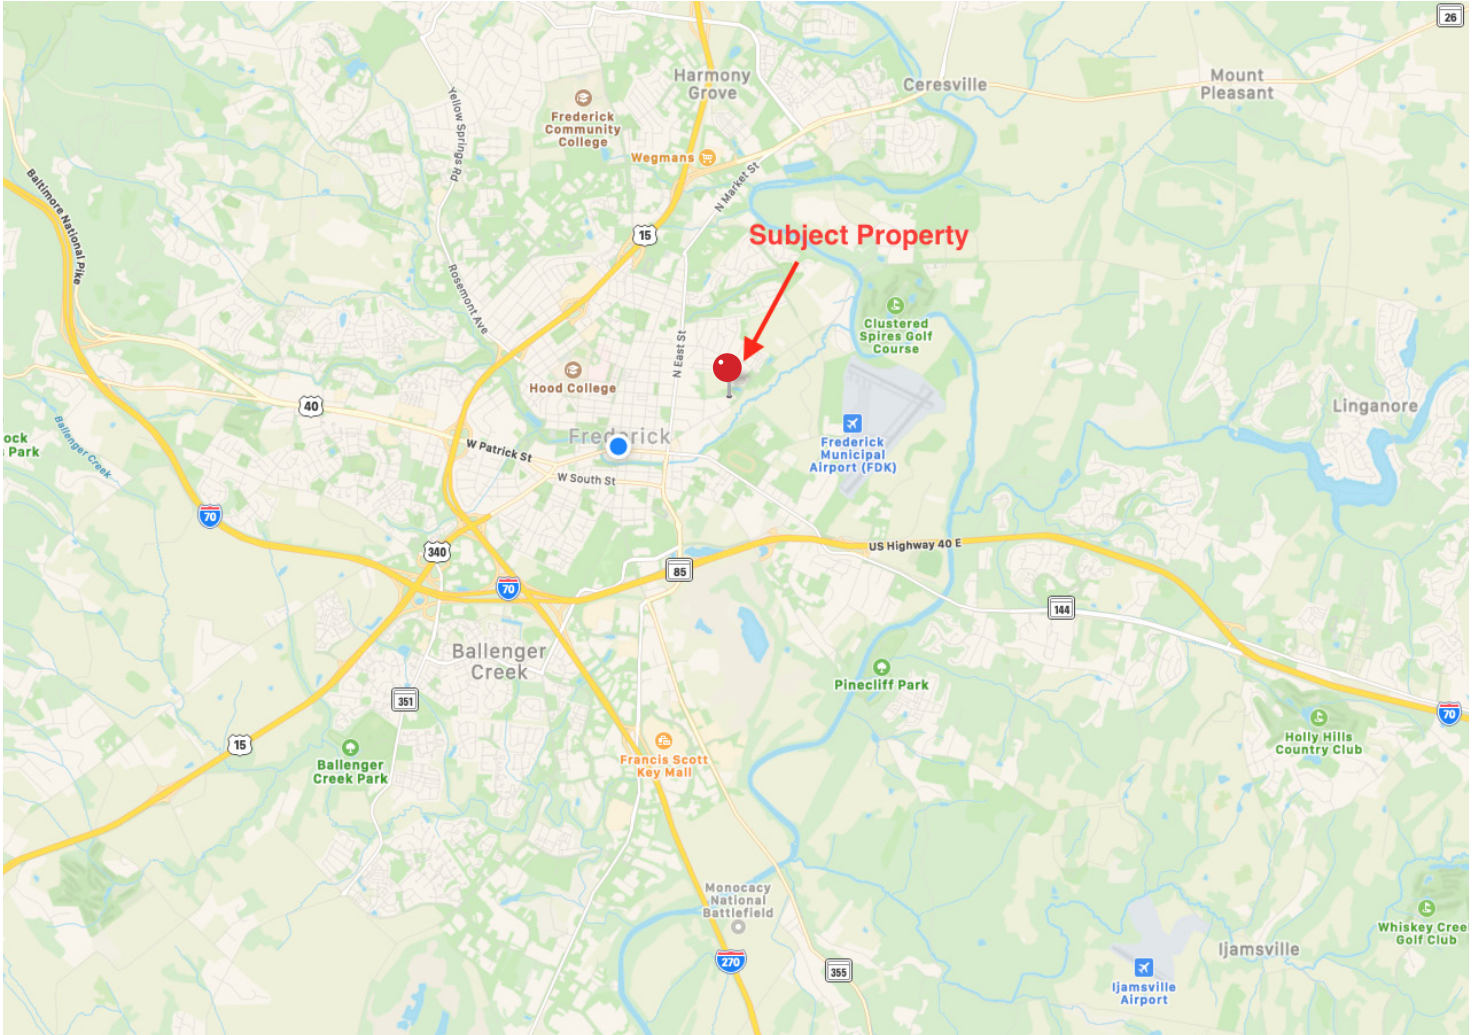 26
Harmony
Grove
Ceresville
Mount
Pleasant
Yellow Springs Rd
Frederick
Community
College
Wegmans
N Market St
Baltimore National Pike
15
Subject Property
Rosemont Ave
Clustered
Spires Golf
Course
N East St
Hood College
40
Linganore
ock
s Park
Ballenger Creek
W Patrick St
Frederick
Frederick
Municipal
Airport (FDK)
W South St
70
340
US Highway 40 E
85
70
144
Ballenger
Creek
Pinecliff Park
351
70
15
Holly Hills
Country Club
Ballenger
Creek Park
Francis Scott
Key Mall
Monocacy
National
Battlefield
Whiskey Cree
Golf Club
Ijamsville
270
355
Ijamsville
Airport